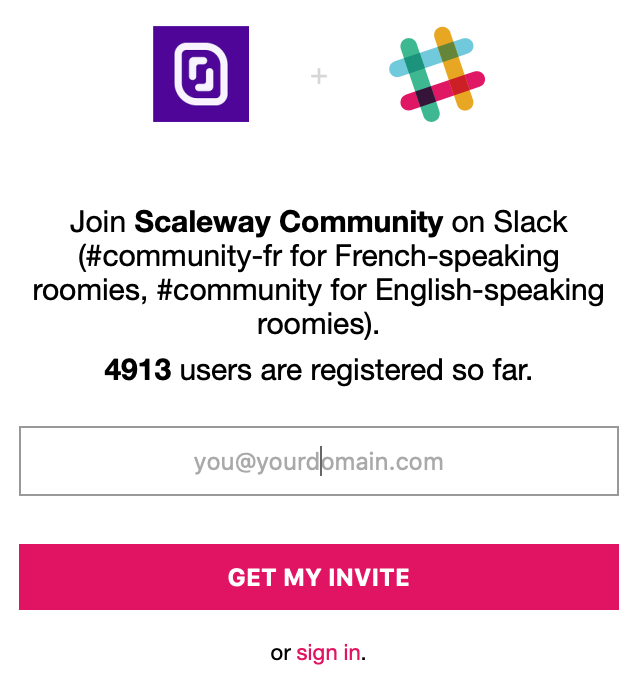 Join Scaleway Community on Slack
(#community-fr for French-speaking
roomies, #community for English-speaking
roomies).
4913 users are registered so far.
you@yourdomain.com
GET MY INVITE
or sign in.